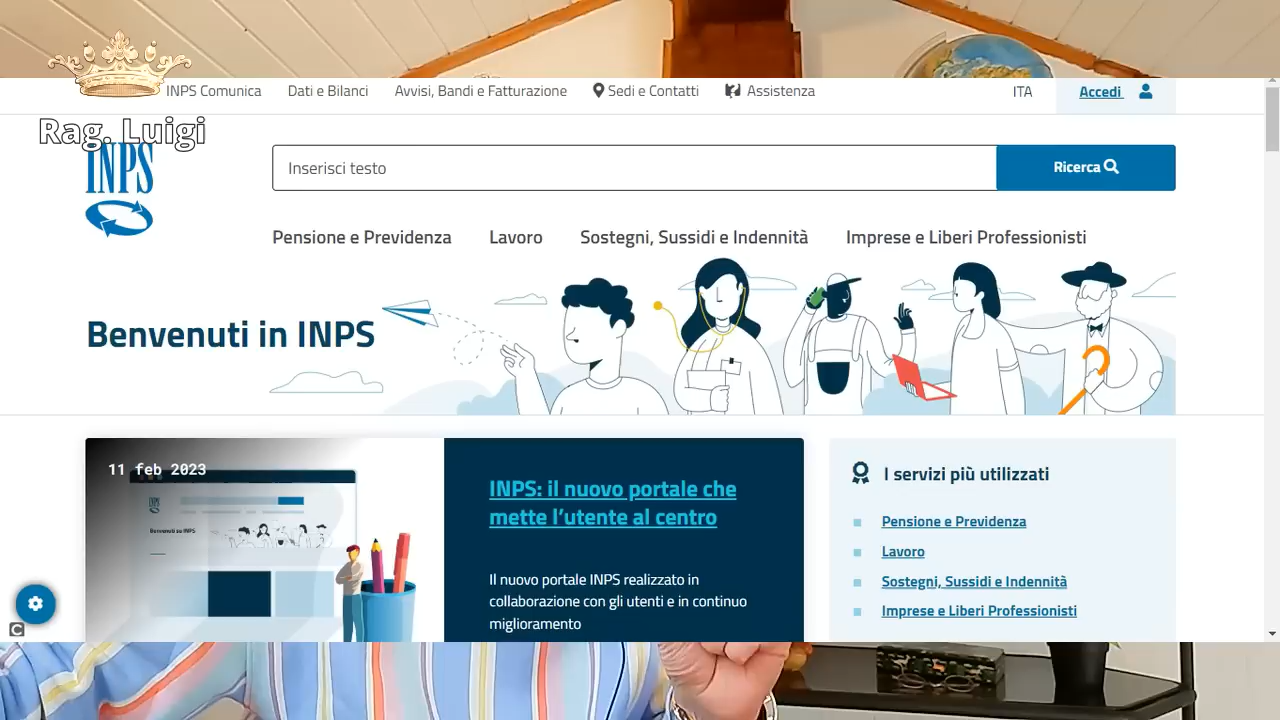 INPS Comunica Dati e Bilanci Avvisi, Bandi e Fatturazione Sedi e Contatti Assistenza ITA Accedi
Rag. Luigi
INPS
Inserisci testo Ricerca
Pensione e Previdenza Lavoro Sostegni, Sussidi e Indennità Imprese e Liberi Professionisti
Benvenuti in INPS
11 feb 2023
Benvenuti in INPS
INPS: il nuovo portale che
mette l'utente al centro
Il nuovo portale INPS realizzato in
collaborazione con gli utenti e in continuo
miglioramento
I servizi più utilizzati
Pensione e Previdenza
Lavoro
Sostegni, Sussidi e Indennità
Imprese e Liberi Professionisti
C